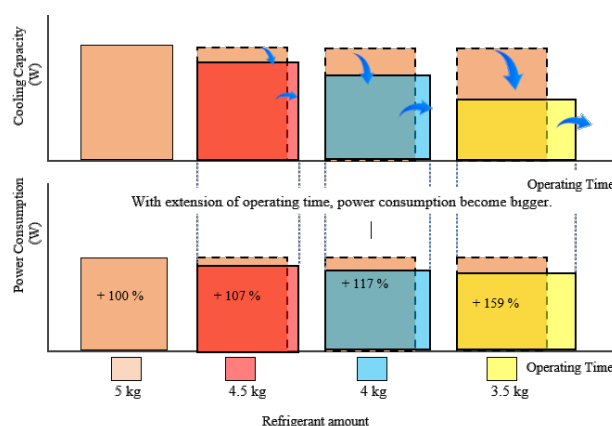 Cooling Capacity
(W)
Operating Time
With extension of operating time, power consumption become bigger.
Power Consumption
(W)
+ 100 %
+ 107 %
+ 117 %
+ 159 %
Operating Time
5 kg
4.5 kg
4 kg
3.5 kg
Refrigerant amount